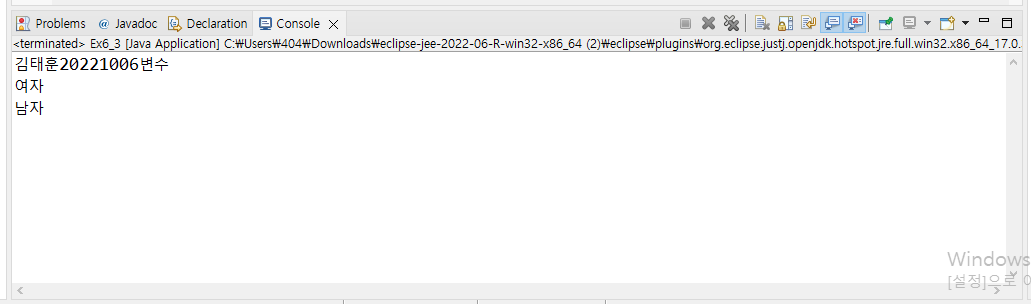 Problems @ Javadoc Declaration Console
<terminated> Ex6_3 [Java Application] C:₩Users₩404₩Downloads₩eclipse-jee-2022-06-R-win32-x86_64 (2)₩eclipse₩plugins₩org.eclipse.justj.openjdk.hotspot.jre.full.win32.x86_64_17.0.
김태훈20221006변수
여자
남자
Windows
[설정]으로 이